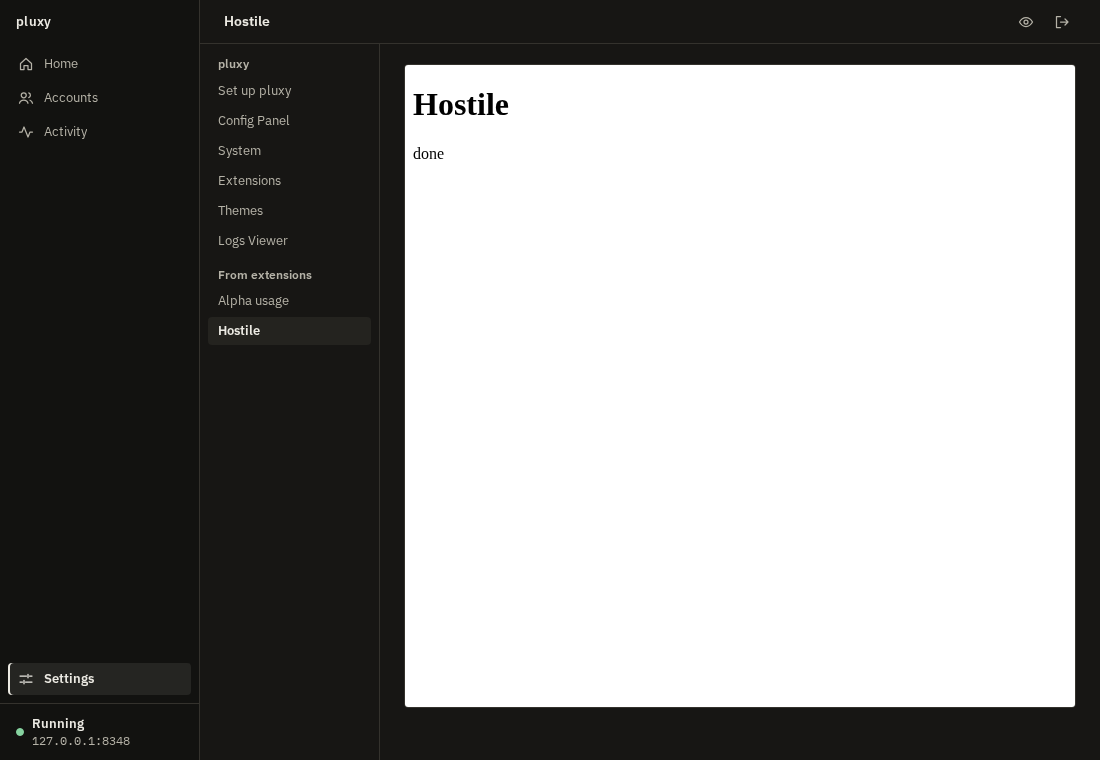 pluxy
Home
Accounts
Activity
Settings
Running
127.0.0.1:8348
Hostile
pluxy
Set up pluxy
Config Panel
System
Extensions
Themes
Logs Viewer
From extensions
Alpha usage
Hostile
Hostile
done